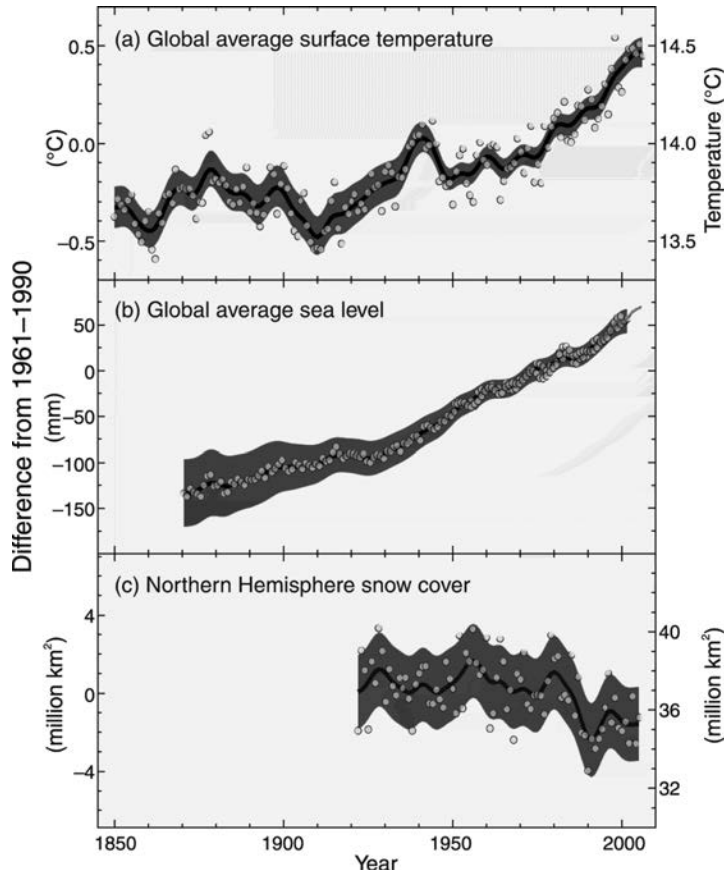 (a) Global average surface temperature
0.5
0.0
−0.5
(°C)
14.5
14.0
13.5
Temperature (°C)
Difference from 1961–1990
(b) Global average sea level
50
0
−50
−100
−150
(mm)
(c) Northern Hemisphere snow cover
4
0
−4
(million km²)
40
36
32
(million km²)
1850
1900
1950
2000
Year